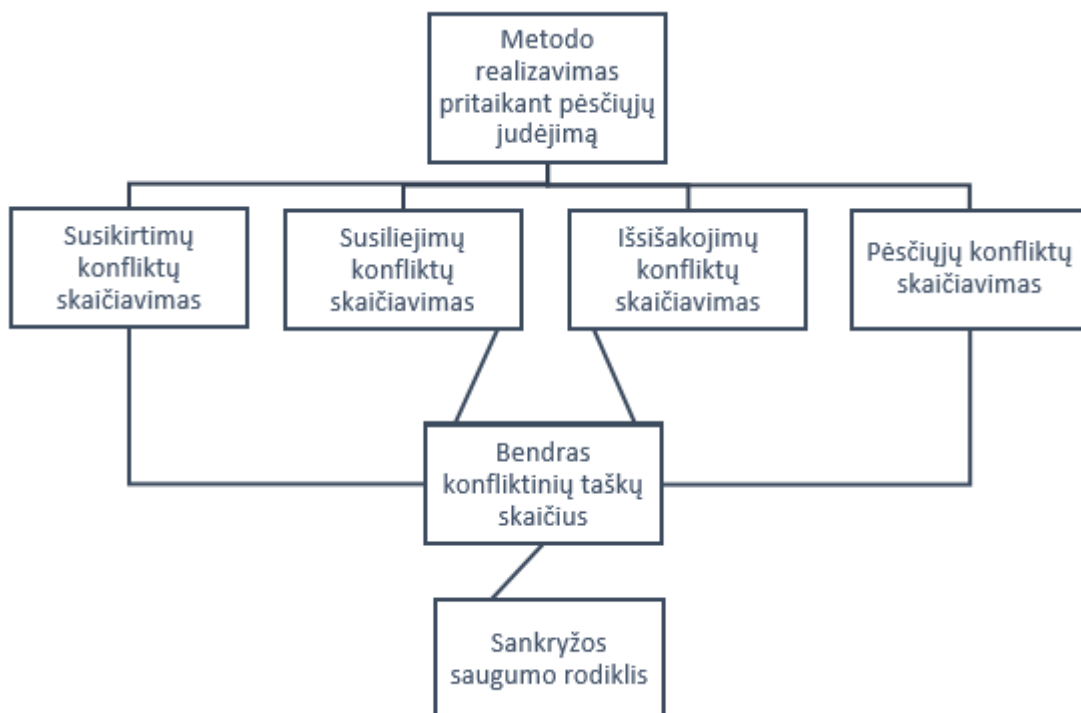 Metodo
realizavimas
pritaikant pėsčiųjų
judėjimą
Susikirtimų
konfliktų
skaičiavimas
Susiliejimų
konfliktų
skaičiavimas
Išsišakojimų
konfliktų
skaičiavimas
Pėsčiųjų konfliktų
skaičiavimas
Bendras
konfliktinių taškų
skaičius
Sankryžos
saugumo rodiklis